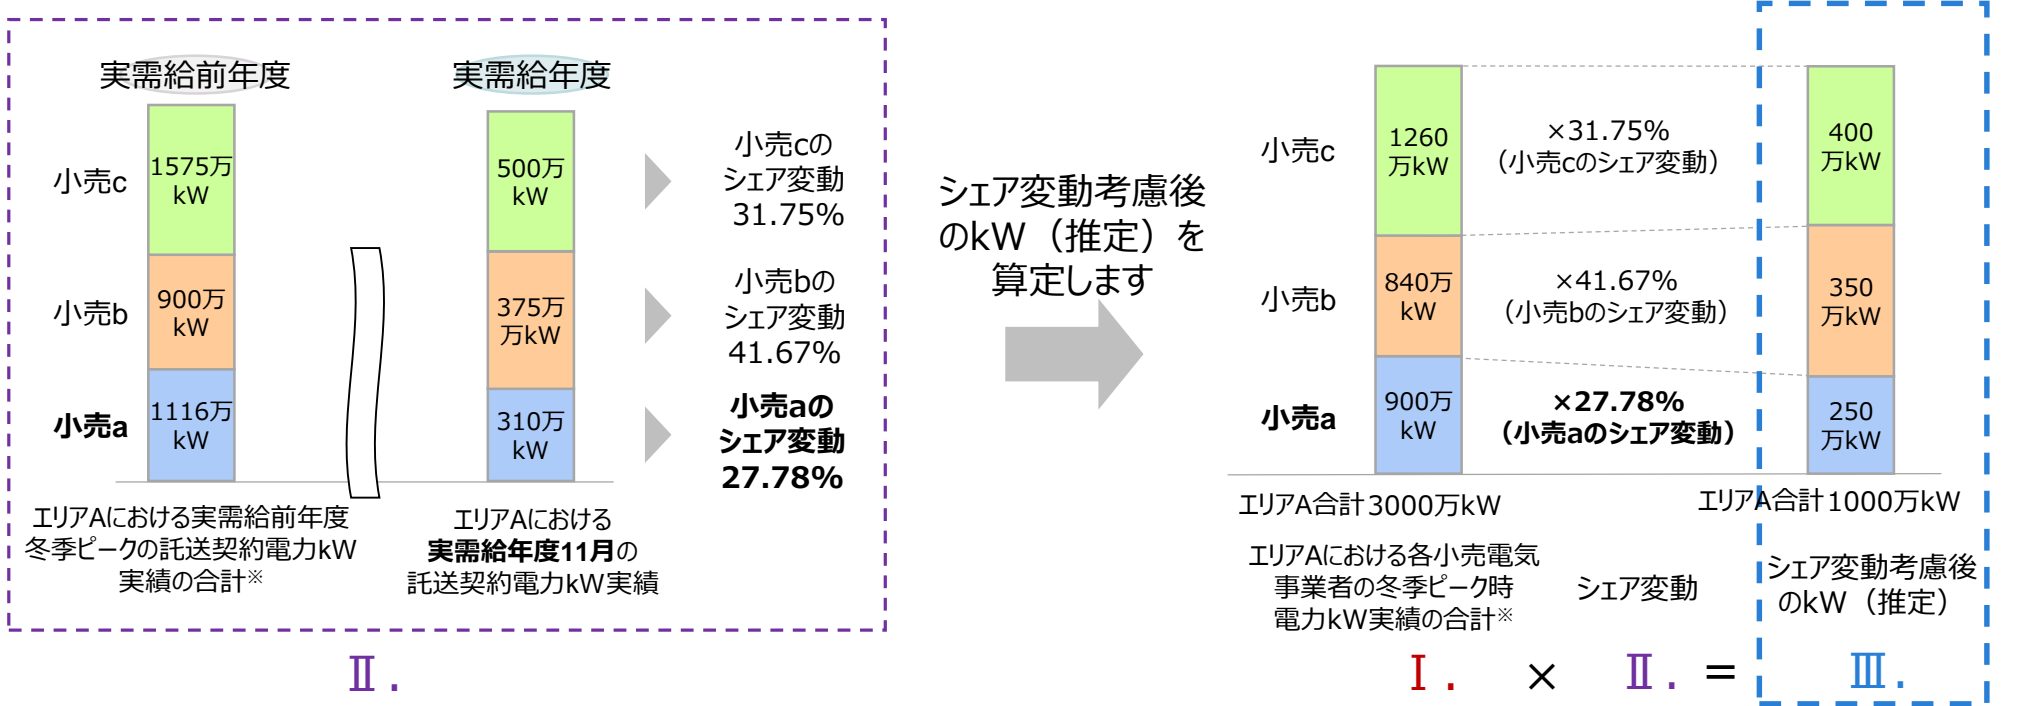 実需給前年度
実需給年度
小売c
1575万
kW
500万
kW
小売cの
シェア変動
31.75%
小売b
900万
kW
375万
万kW
小売bの
シェア変動
41.67%
小売a
1116万
kW
310万
kW
小売aの
シェア変動
27.78%
エリアAにおける実需給前年度
冬季ピークの託送契約電力kW
実績の合計※
エリアAにおける
実需給年度11月の
託送契約電力kW実績
Ⅱ.
シェア変動考慮後
のkW（推定）を
算定します
小売c
1260
万kW
×31.75%
（小売cのシェア変動）
400
万kW
小売b
840万
kW
×41.67%
（小売bのシェア変動）
350
万kW
小売a
900万
kW
×27.78%
（小売aのシェア変動）
250
万kW
エリアA合計3000万kW
エリアA合計1000万kW
エリアAにおける各小売電気
事業者の冬季ピーク時
電力kW実績の合計※
シェア変動
シェア変動考慮後
のkW（推定）
Ⅰ. × Ⅱ. = Ⅲ.